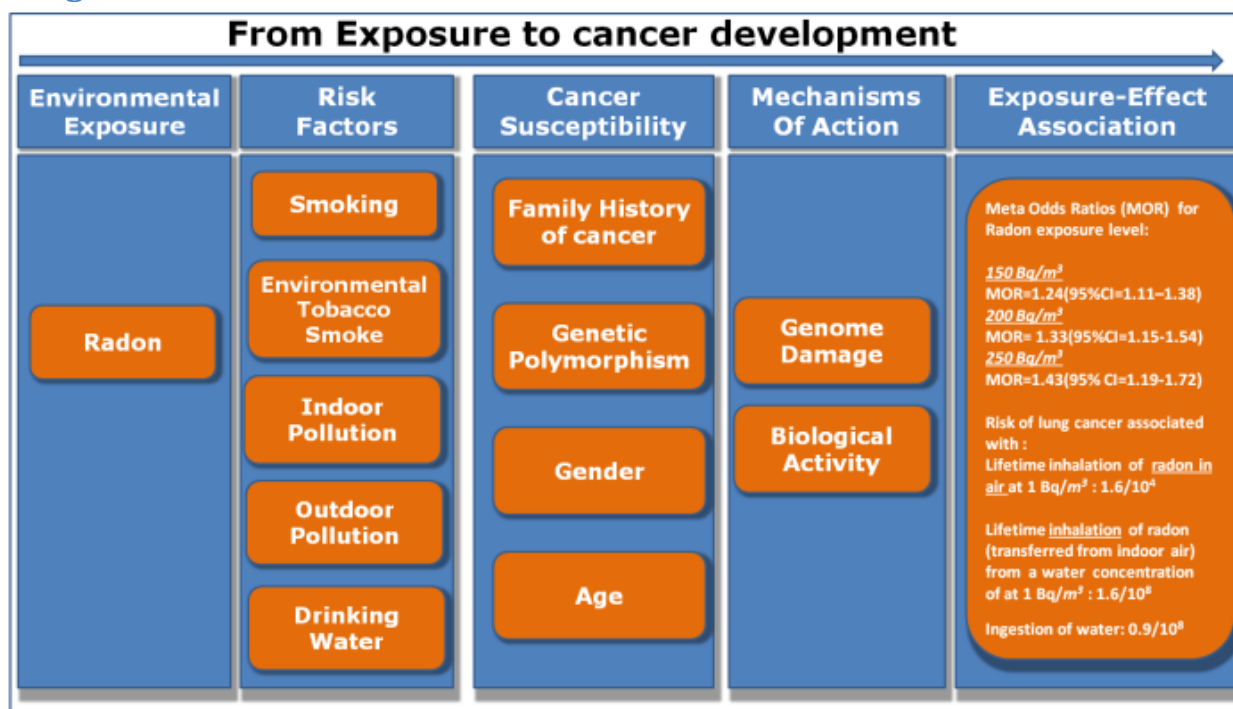 From Exposure to cancer development
Environmental
Exposure
Risk
Factors
Cancer
Susceptibility
Mechanisms
Of Action
Exposure-Effect
Association
Radon
Smoking
Environmental
Tobacco
Smoke
Indoor
Pollution
Outdoor
Pollution
Drinking
Water
Family History
of cancer
Genetic
Polymorphism
Gender
Age
Genome
Damage
Biological
Activity
Meta Odds Ratios (MOR) for
Radon exposure level:
150 Bq/m³
MOR=1.24(95%CI=1.11–1.38)
200 Bq/m³
MOR= 1.33(95%CI=1.15-1.54)
250 Bq/m³
MOR=1.43(95% CI=1.19-1.72)
Risk of lung cancer associated
with :
Lifetime inhalation of radon in
air at 1 Bq/m³ : 1.6/10⁴
Lifetime inhalation of radon
(transferred from indoor air)
from a water concentration
of at 1 Bq/m³ : 1.6/10⁸
Ingestion of water: 0.9/10⁸